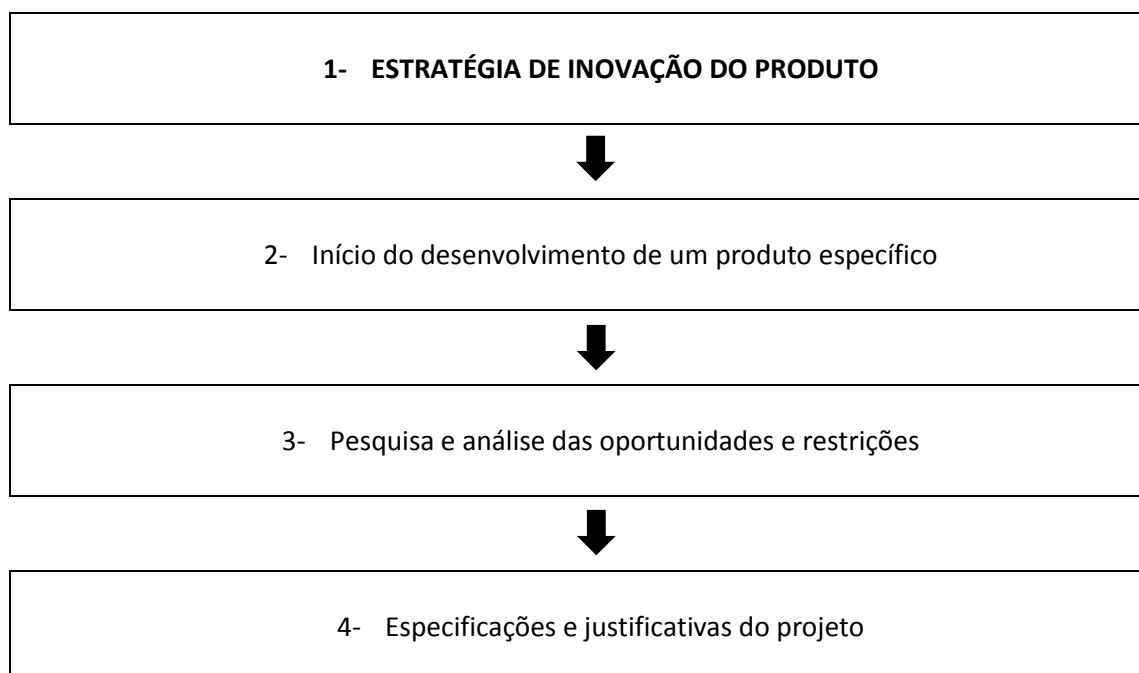 1- ESTRATÉGIA DE INOVAÇÃO DO PRODUTO
2- Início do desenvolvimento de um produto específico
3- Pesquisa e análise das oportunidades e restrições
4- Especificações e justificativas do projeto